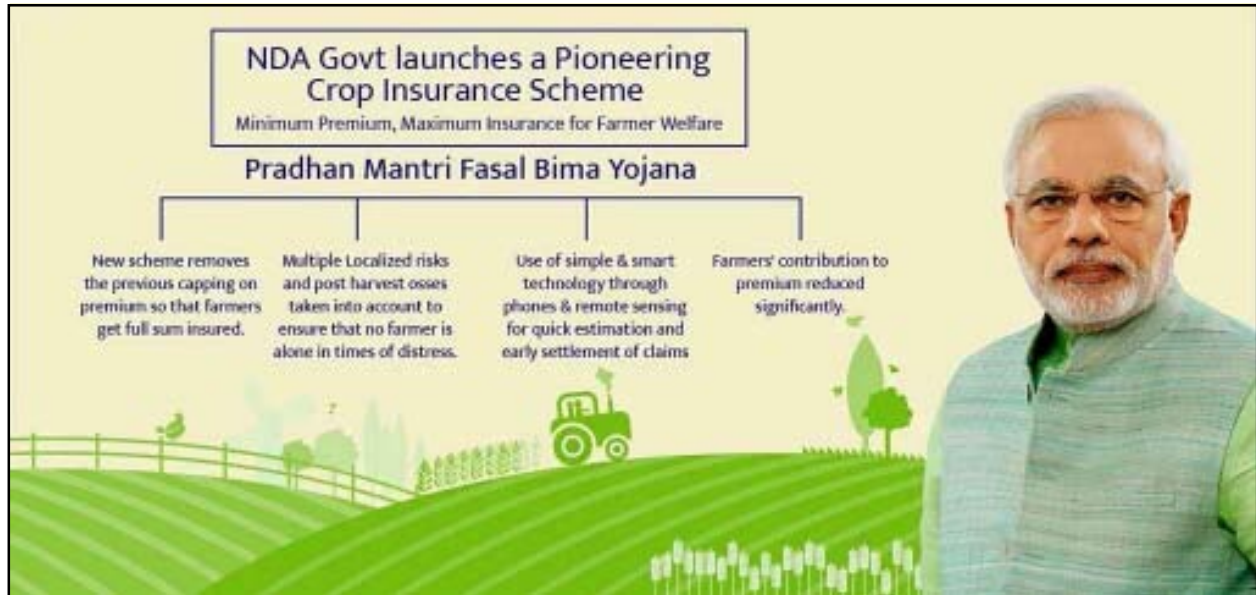 NDA Govt launches a Pioneering
Crop Insurance Scheme
Minimum Premium, Maximum Insurance for Farmer Welfare
Pradhan Mantri Fasal Bima Yojana
New scheme removes
the previous capping on
premium so that farmers
get full sum insured.
Multiple Localized risks
and post harvest osses
taken into account to
ensure that no farmer is
alone in times of distress.
Use of simple & smart
technology through
phones & remote sensing
for quick estimation and
early settlement of claims
Farmers' contribution to
premium reduced
significantly.